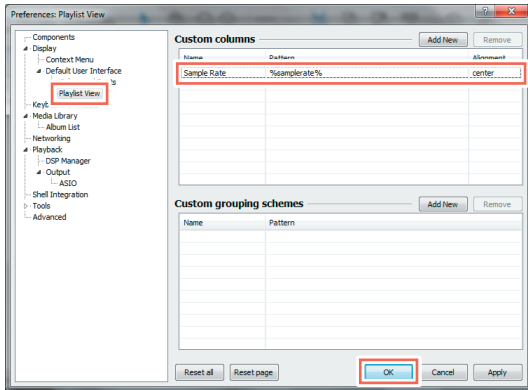 Preferences: Playlist View
Components
Display
Context Menu
Default User Interface
Playlist View
Media Library
Album List
Networking
Playback
DSP Manager
Output
ASIO
Shell Integration
Tools
Advanced
Custom columns
Add New
Remove
Name Pattern Alignment
Sample Rate %samplerate% center
Custom grouping schemes
Add New
Remove
Name Pattern
Reset all
Reset page
OK
Cancel
Apply